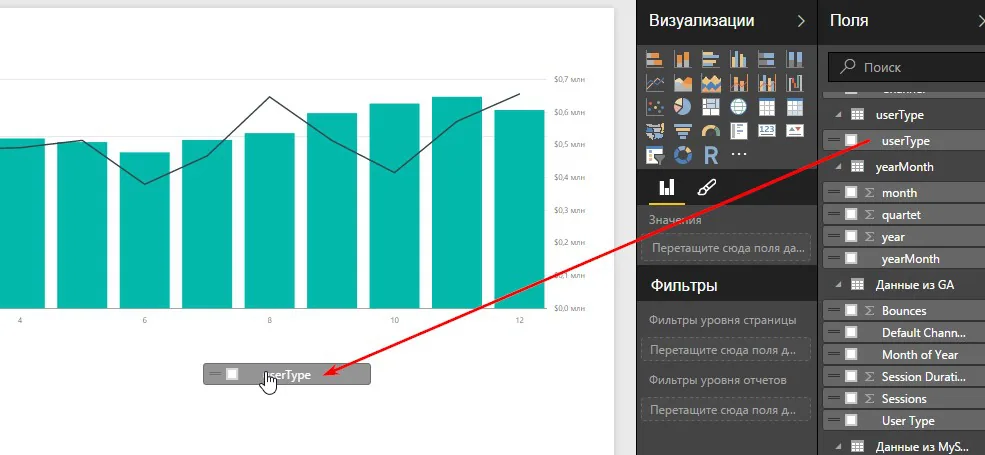 $0,7 млн
$0,6 млн
$0,5 млн
$0,4 млн
$0,3 млн
$0,2 млн
$0,1 млн
$0,0 млн
4
6
8
10
12
userType
Визуализации
R
123
Значения
Перетащите сюда поля да...
Фильтры
Фильтры уровня страницы
Перетащите сюда поля д...
Фильтры уровня отчетов
Перетащите сюда поля д...
Поля
Поиск
userType
userType
yearMonth
Σ month
Σ quartet
Σ year
yearMonth
Данные из GA
Σ Bounces
Default Chann...
Month of Year
Σ Session Durati...
Σ Sessions
User Type
Данные из MyS...